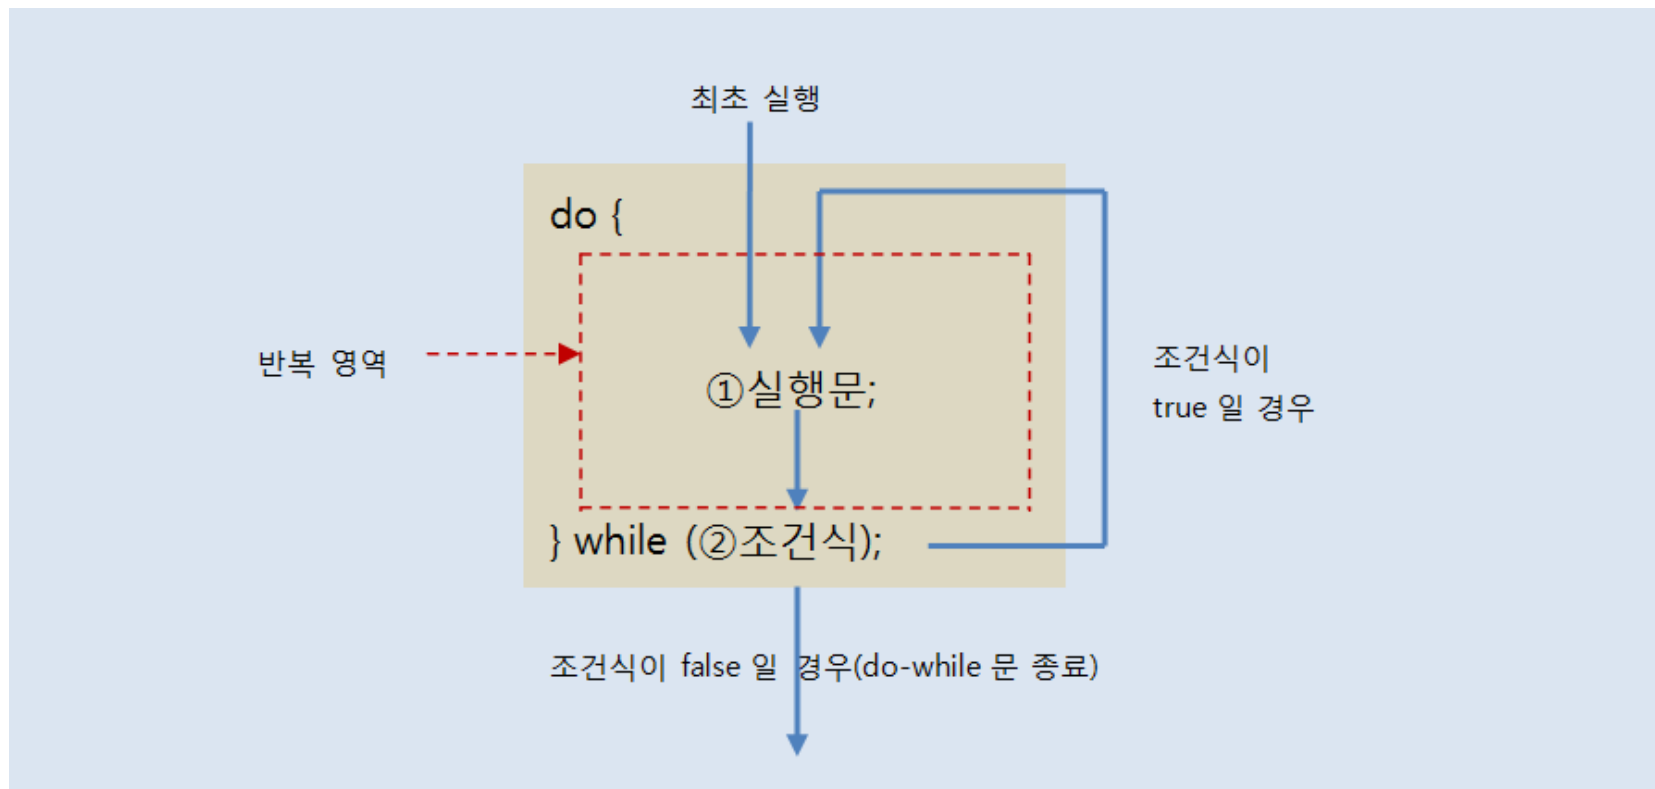 최초 실행
do {
반복 영역
①실행문;
조건식이
true 일 경우
} while (②조건식);
조건식이 false 일 경우(do-while 문 종료)